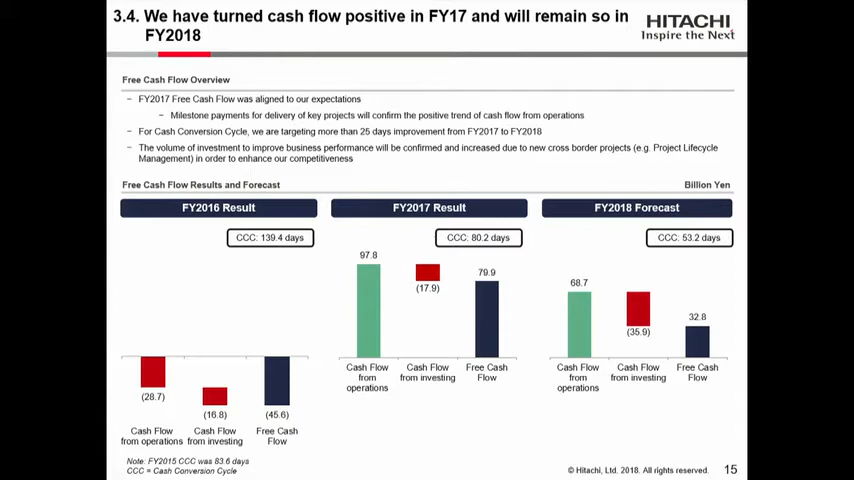 3.4. We have turned cash flow positive in FY17 and will remain so in
FY2018
HITACHI
Inspire the Next
Free Cash Flow Overview
− FY2017 Free Cash Flow was aligned to our expectations
− Milestone payments for delivery of key projects will confirm the positive trend of cash flow from operations
− For Cash Conversion Cycle, we are targeting more than 25 days improvement from FY2017 to FY2018
− The volume of investment to improve business performance will be confirmed and increased due to new cross border projects (e.g. Project Lifecycle
Management) in order to enhance our competitiveness
Free Cash Flow Results and Forecast
Billion Yen
FY2016 Result
CCC: 139.4 days
(28.7)
(16.8)
(45.6)
Cash Flow
from operations
Cash Flow
from investing
Free Cash
Flow
FY2017 Result
CCC: 80.2 days
97.8
(17.9)
79.9
Cash Flow
from
operations
Cash Flow
from investing
Free Cash
Flow
FY2018 Forecast
CCC: 53.2 days
68.7
(35.9)
32.8
Cash Flow
from
operations
Cash Flow
from investing
Free Cash
Flow
Note: FY2015 CCC was 83.6 days
CCC = Cash Conversion Cycle
© Hitachi, Ltd. 2018. All rights reserved.
15